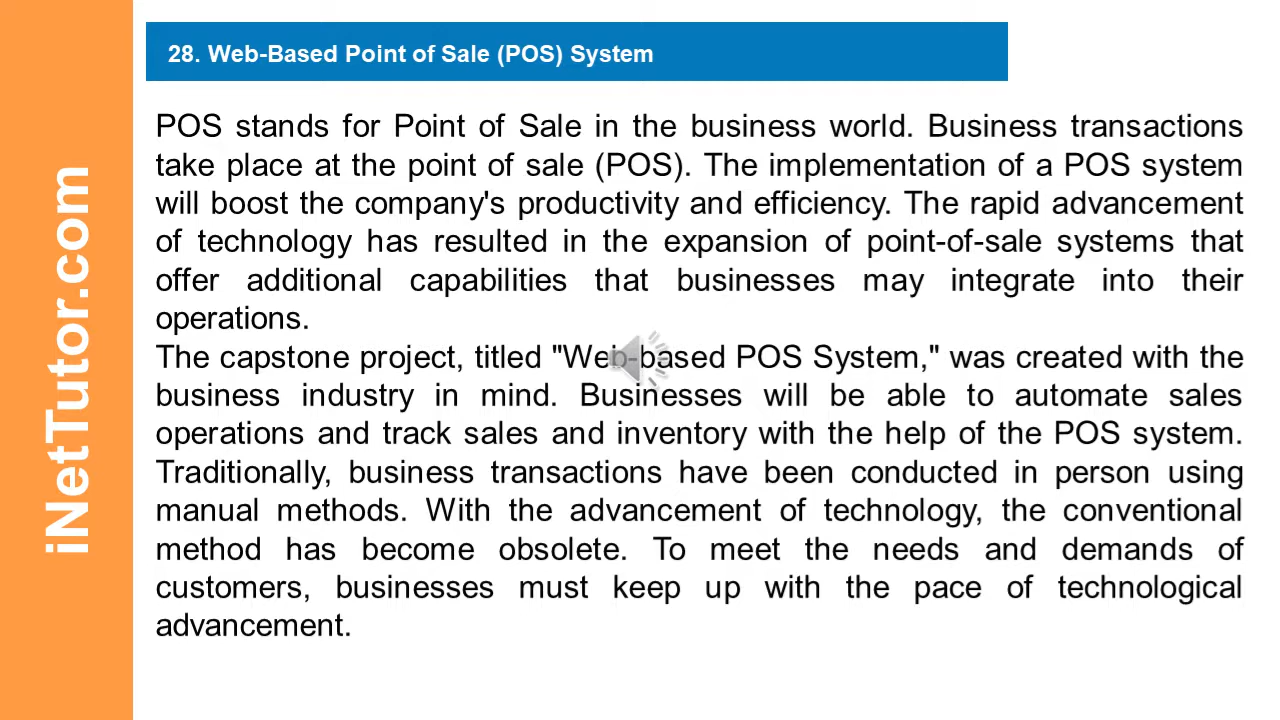 28. Web-Based Point of Sale (POS) System
iNetTutor.com
POS stands for Point of Sale in the business world. Business transactions
take place at the point of sale (POS). The implementation of a POS system
will boost the company's productivity and efficiency. The rapid advancement
of technology has resulted in the expansion of point-of-sale systems that
offer additional capabilities that businesses may integrate into their
operations.
The capstone project, titled "Web-based POS System," was created with the
business industry in mind. Businesses will be able to automate sales
operations and track sales and inventory with the help of the POS system.
Traditionally, business transactions have been conducted in person using
manual methods. With the advancement of technology, the conventional
method has become obsolete. To meet the needs and demands of
customers, businesses must keep up with the pace of technological
advancement.